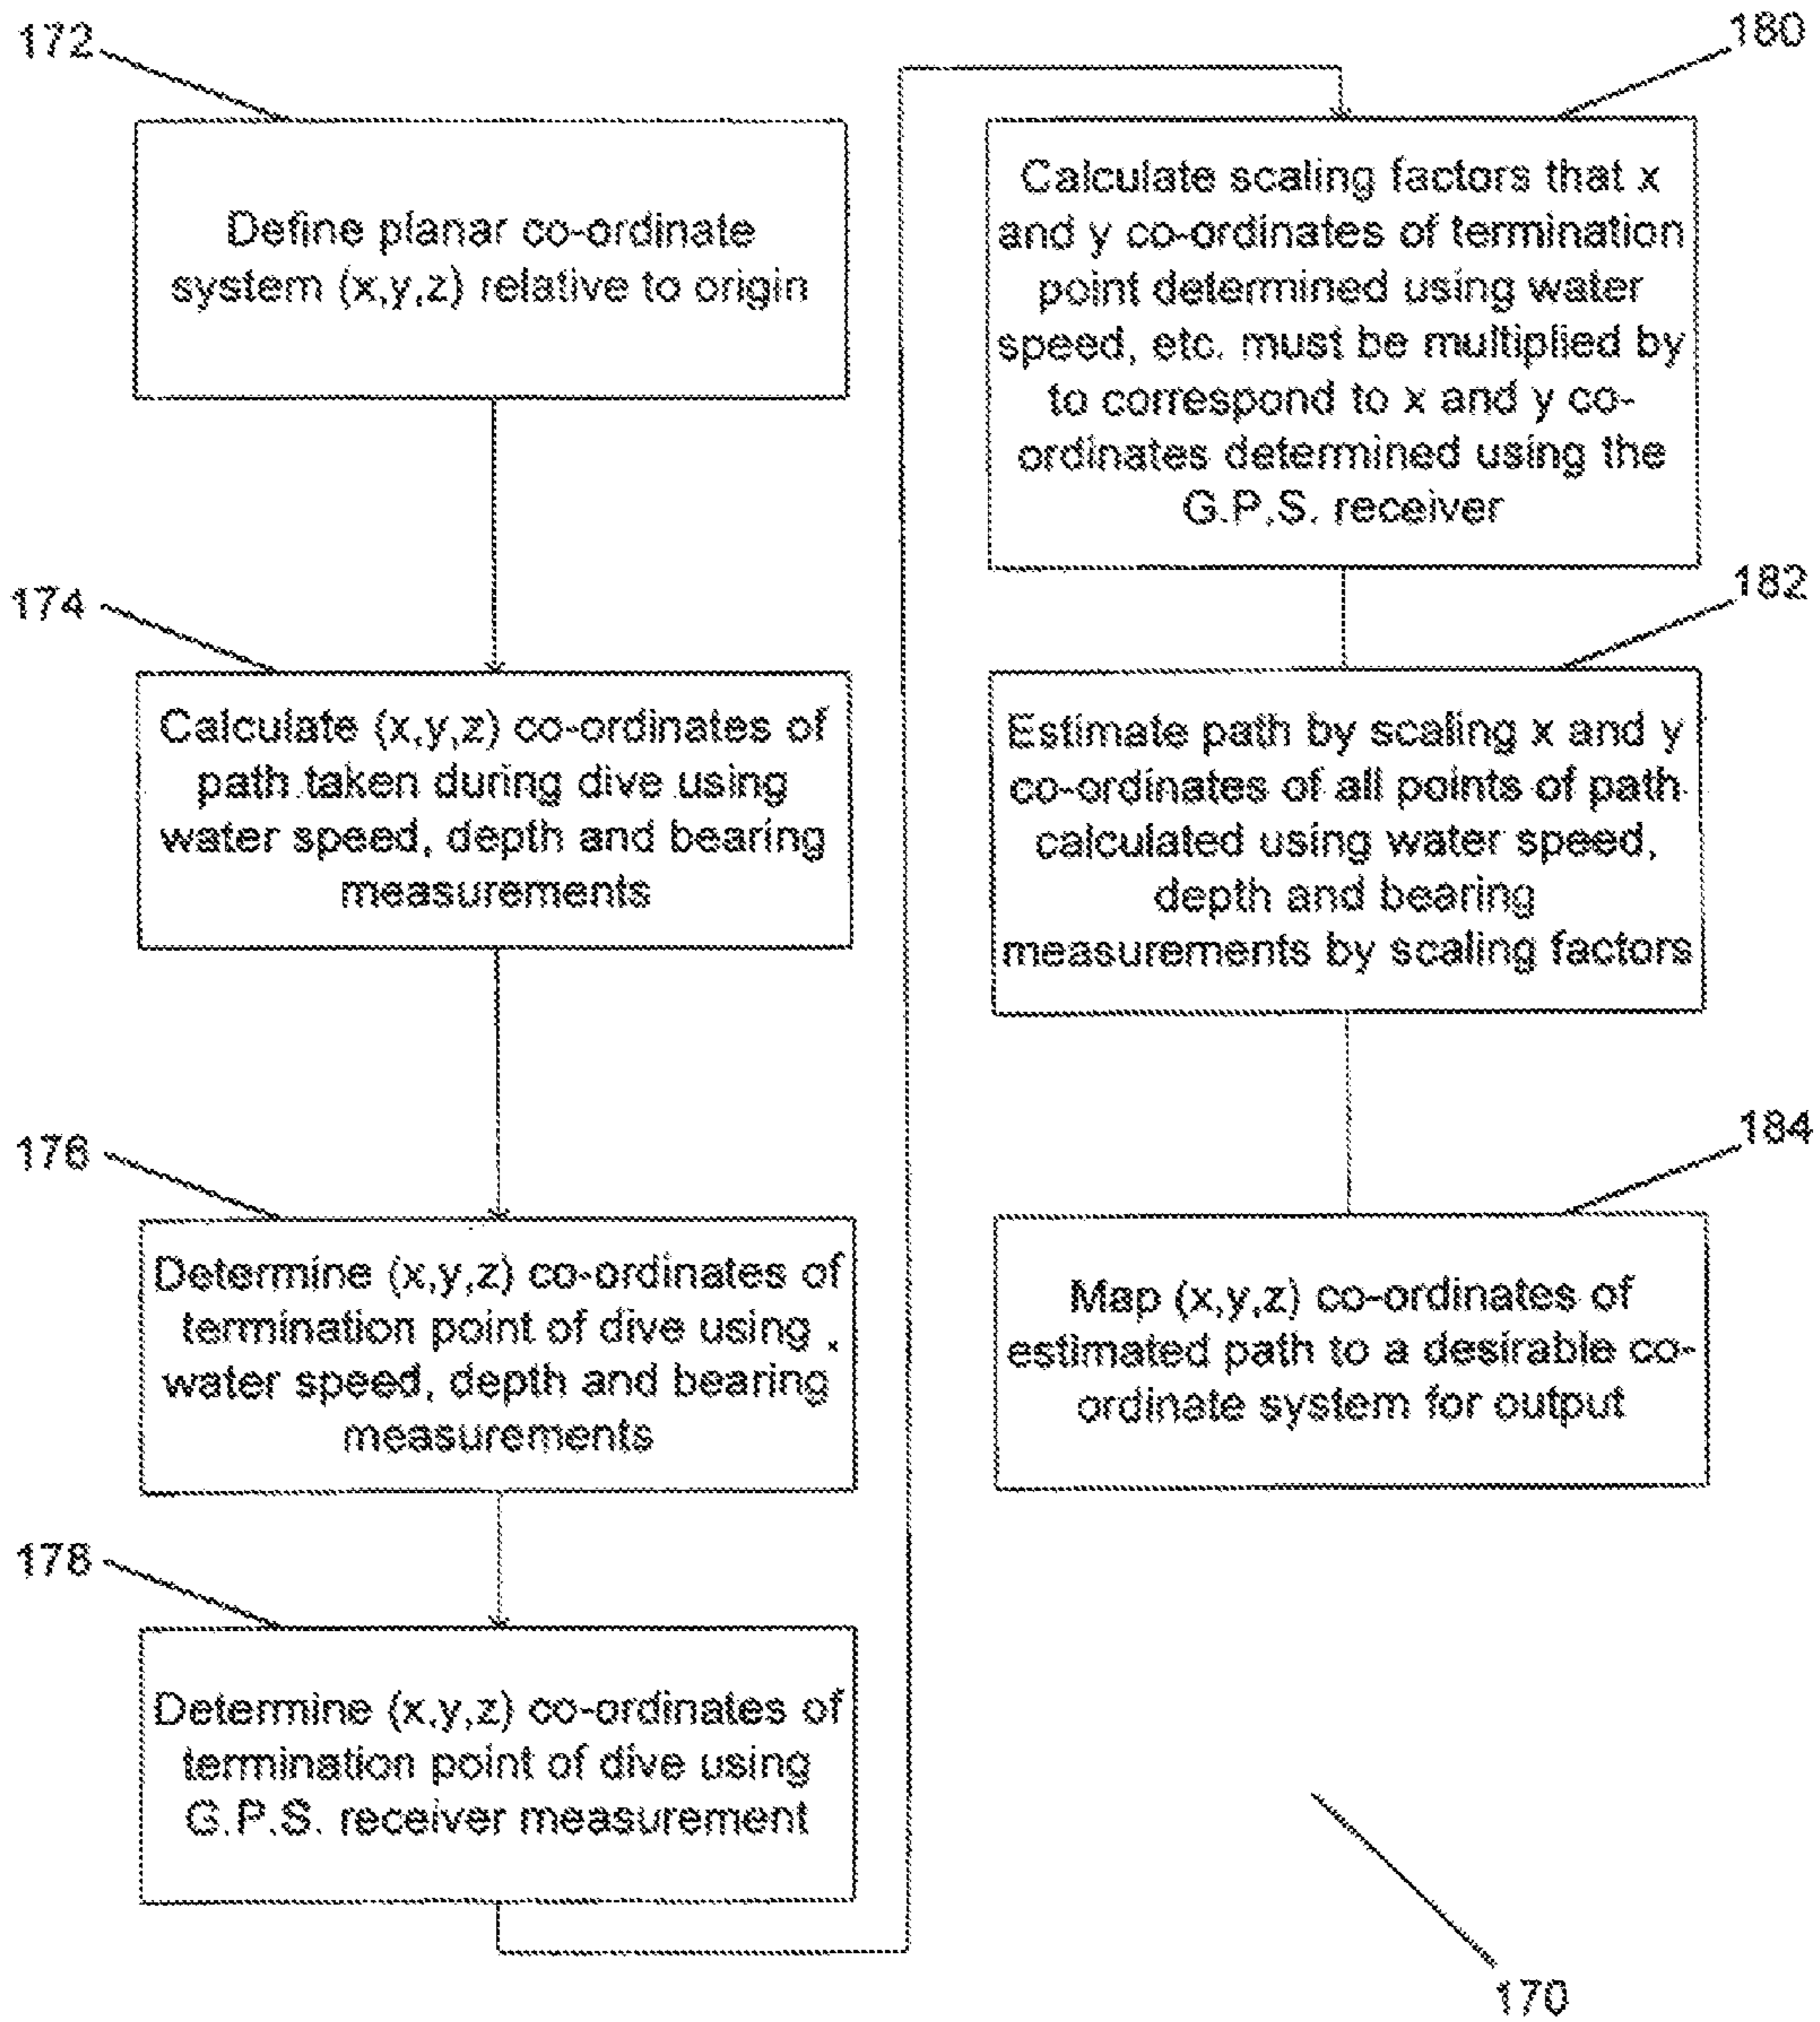 172
Define planar co-ordinate
system (x,y,z) relative to origin
174
Calculate (x,y,z) co-ordinates of
path taken during dive using
water speed, depth and bearing
measurements
176
Determine (x,y,z) co-ordinates of
termination point of dive using
water speed, depth and bearing
measurements
178
Determine (x,y,z) co-ordinates of
termination point of dive using
G.P.S. receiver measurement
180
Calculate scaling factors that x
and y co-ordinates of termination
point determined using water
speed, etc. must be multiplied by
to correspond to x and y co-
ordinates determined using the
G.P.S. receiver
182
Estimate path by scaling x and y
co-ordinates of all points of path
calculated using water speed,
depth and bearing
measurements by scaling factors
184
Map (x,y,z) co-ordinates of
estimated path to a desirable co-
ordinate system for output
170